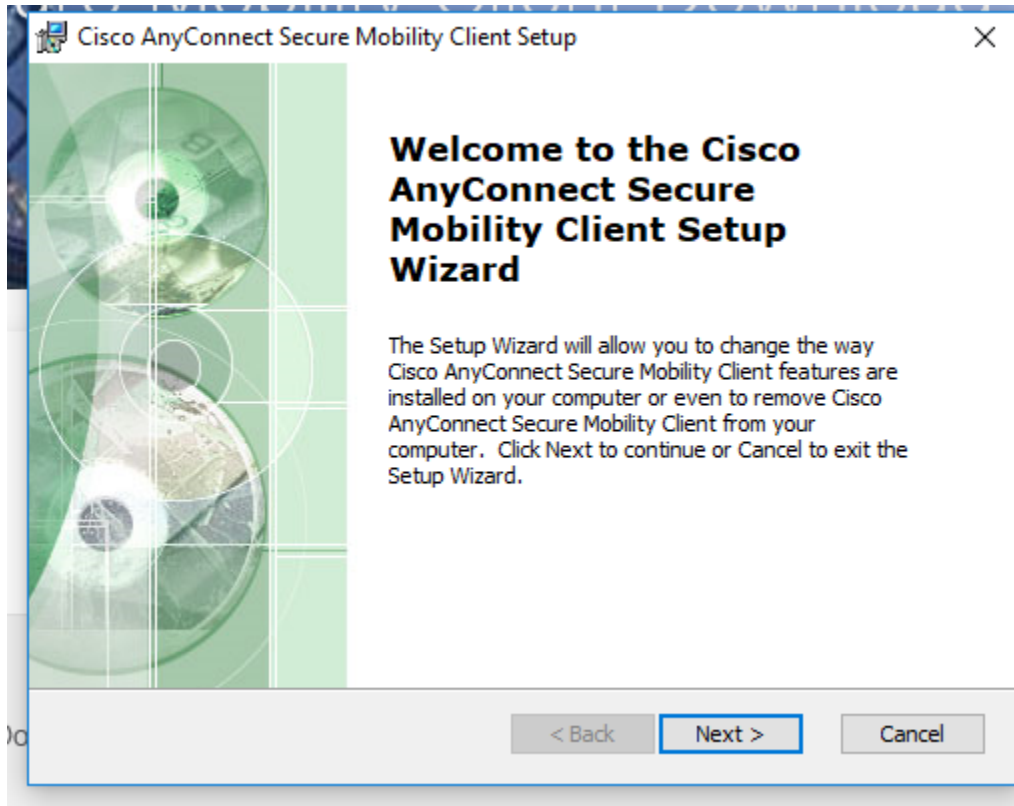 Cisco AnyConnect Secure Mobility Client Setup
Welcome to the Cisco
AnyConnect Secure
Mobility Client Setup
Wizard
The Setup Wizard will allow you to change the way
Cisco AnyConnect Secure Mobility Client features are
installed on your computer or even to remove Cisco
AnyConnect Secure Mobility Client from your
computer. Click Next to continue or Cancel to exit the
Setup Wizard.
< Back
Next >
Cancel